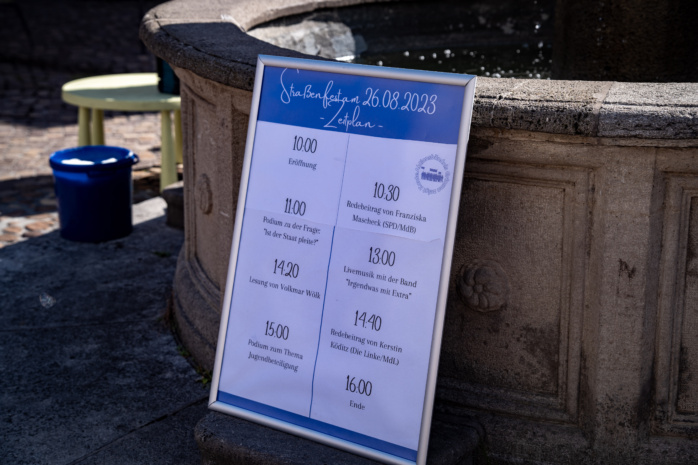 Straßenfest am 26.08.2023
- Zeitplan -
10:00
Eröffnung
10.30
Redebeitrag von Franziska
Mascheck (SPD/MdB)
11:00
Podium zu der Frage:
"Ist der Staat pleite?"
13:00
Livemusik mit der Band
"Irgendwas mit Extra"
14:20
Lesung von Volkmar Wölk
14:40
Redebeitrag von Kerstin
Köditz (Die Linke/MdL)
15:00
Podium zum Thema
Jugendbeteiligung
16:00
Ende